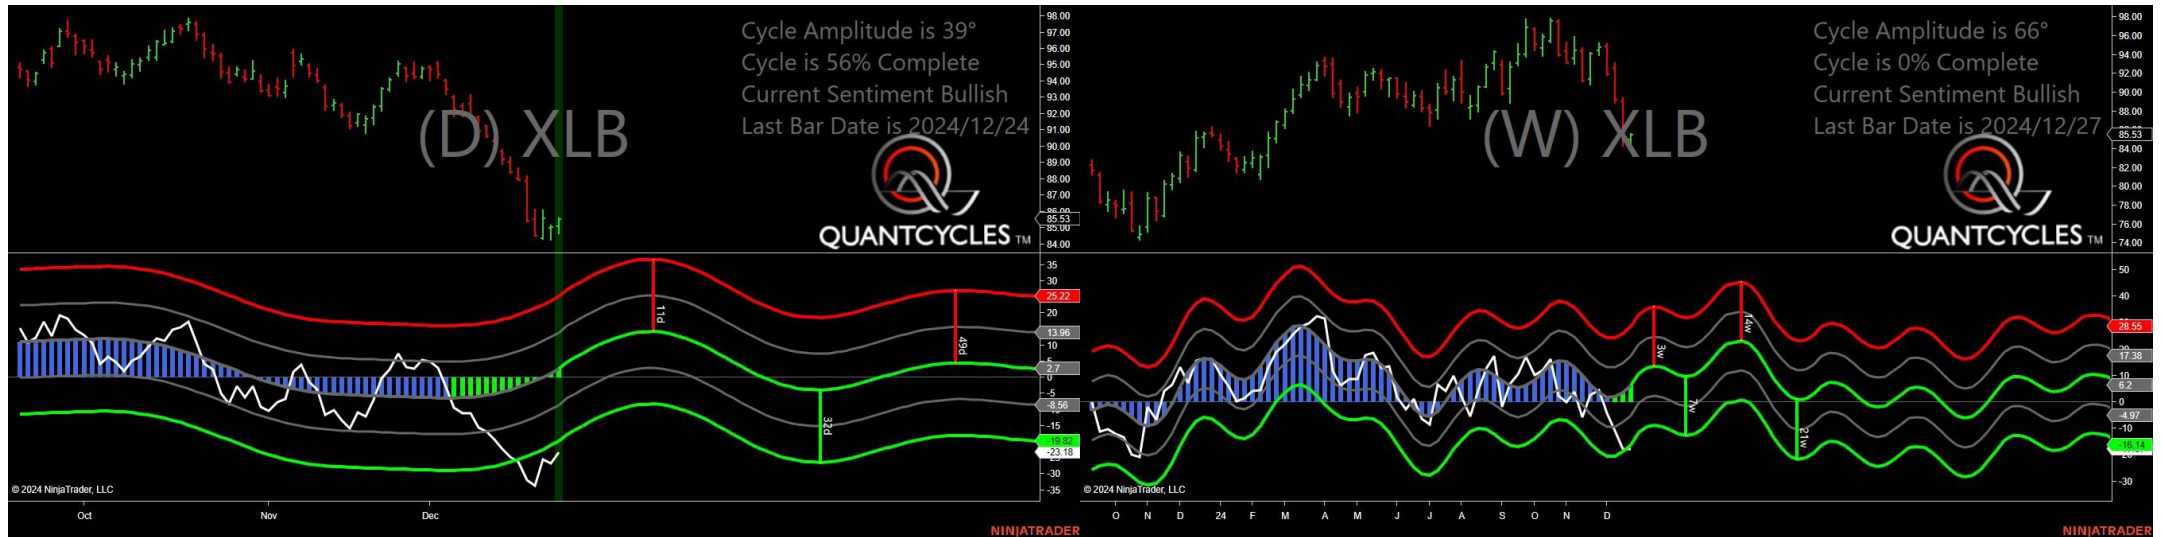 Cycle Amplitude is 39°
Cycle is 56% Complete
Current Sentiment Bullish
Last Bar Date is 2024/12/24
(D) XLB
QUANTCYCLES TM
98.00
97.00
96.00
95.00
94.00
93.00
92.00
91.00
90.00
89.00
88.00
87.00
86.00
85.53
85.00
84.00
35
30
25.22
20
13.96
10
5
2.7
0
-5
-8.56
-15
-19.82
-23.18
-30
-35
11d
32d
49d
© 2024 NinjaTrader, LLC
Oct Nov Dec
NINJATRADER
Cycle Amplitude is 66°
Cycle is 0% Complete
Current Sentiment Bullish
Last Bar Date is 2024/12/27
(W) XLB
QUANTCYCLES TM
98.00
96.00
94.00
92.00
90.00
88.00
85.53
84.00
82.00
80.00
78.00
76.00
74.00
50
40
28.55
17.38
6.2
0
-4.97
-10
-16.14
-30
3w
7w
14w
21w
© 2024 NinjaTrader, LLC
O N D 24 F M A M J J A S O N D
NINJATRADER